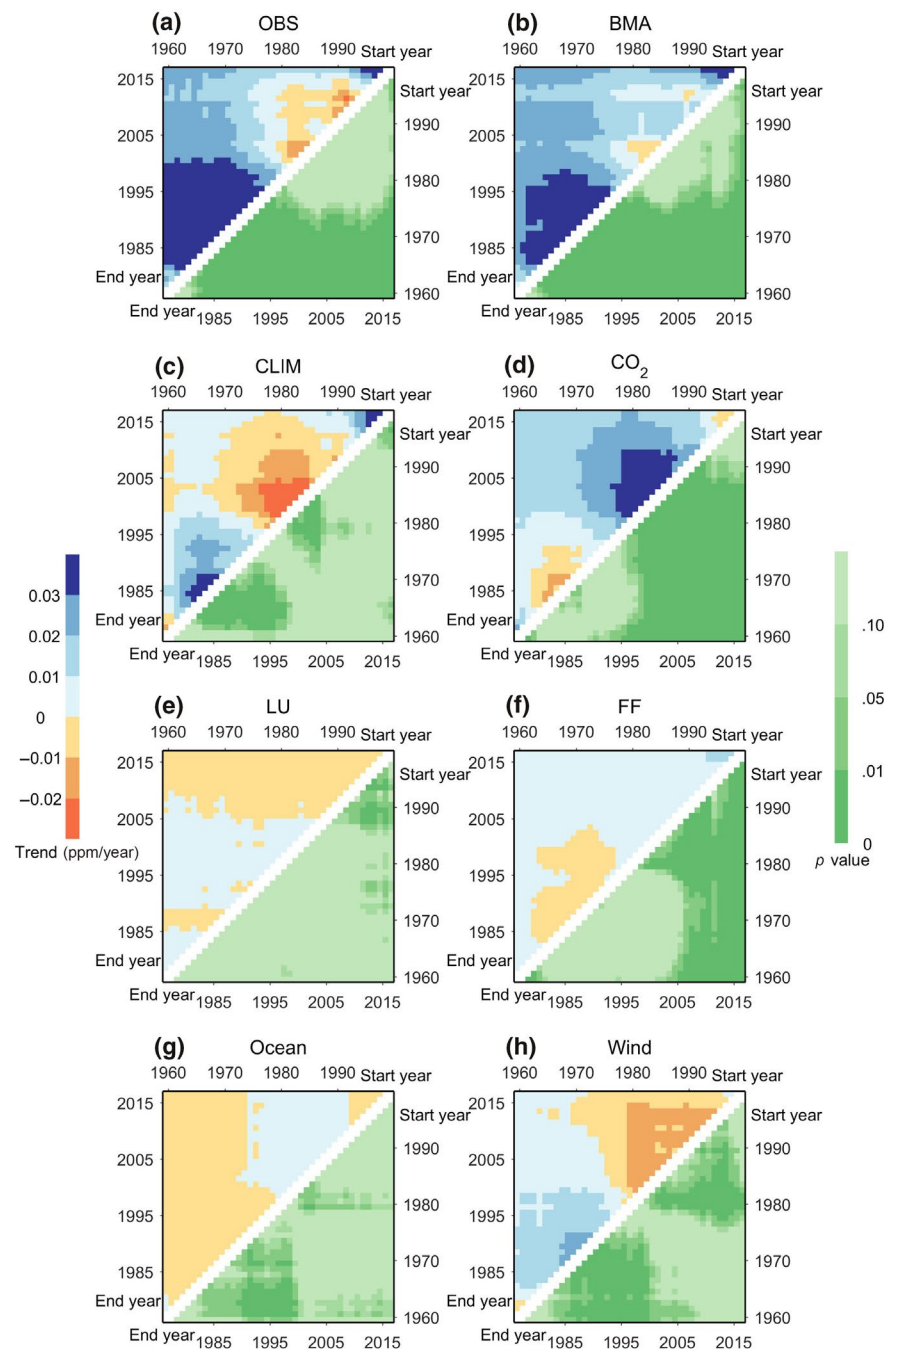 (a) OBS (b) BMA
1960 1970 1980 1990 Start year 1960 1970 1980 1990 Start year
2015 Start year 2015 Start year
1990 1990
2005 2005
1980 1980
1995 1995
1970 1970
1985 1985
End year 1960 End year 1960
End year 1985 1995 2005 2015 End year 1985 1995 2005 2015
(c) CLIM (d) CO2
1960 1970 1980 1990 Start year 1960 1970 1980 1990 Start year
2015 Start year 2015 Start year
1990 1990
2005 2005
1980 1980
1995 1995
1970 1970
1985 1985
End year 1960 End year 1960
End year 1985 1995 2005 2015 End year 1985 1995 2005 2015
0.03
0.02
0.01
0
–0.01
–0.02
Trend (ppm/year)
.10
.05
.01
0
p value
(e) LU (f) FF
1960 1970 1980 1990 Start year 1960 1970 1980 1990 Start year
2015 Start year 2015 Start year
1990 1990
2005 2005
1980 1980
1995 1995
1970 1970
1985 1985
End year 1960 End year 1960
End year 1985 1995 2005 2015 End year 1985 1995 2005 2015
(g) Ocean (h) Wind
1960 1970 1980 1990 Start year 1960 1970 1980 1990 Start year
2015 Start year 2015 Start year
1990 1990
2005 2005
1980 1980
1995 1995
1970 1970
1985 1985
End year 1960 End year 1960
End year 1985 1995 2005 2015 End year 1985 1995 2005 2015